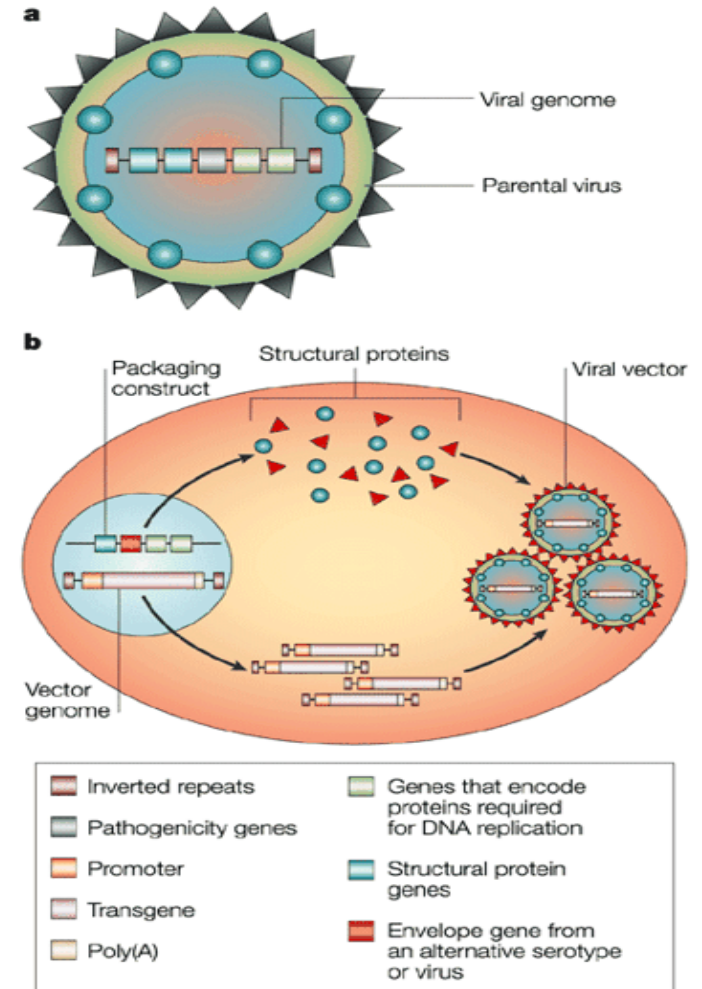 a
Viral genome
Parental virus
b
Structural proteins
Packaging
construct
Viral vector
Vector
genome
Inverted repeats
Pathogenicity genes
Promoter
Transgene
Poly(A)
Genes that encode
proteins required
for DNA replication
Structural protein
genes
Envelope gene from
an alternative serotype
or virus